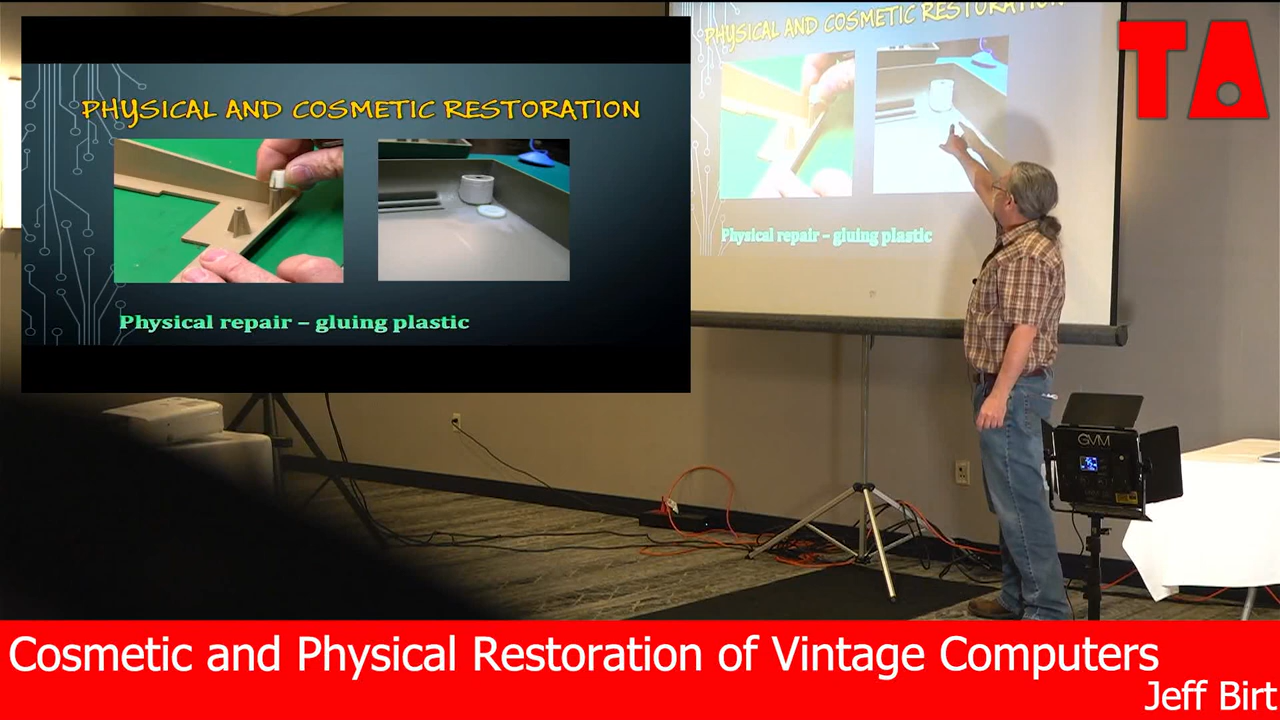 PHYSICAL AND COSMETIC RESTORATION
Physical repair – gluing plastic
PHYSICAL AND COSMETIC RESTORATION
Physical repair – gluing plastic
TA
GVM
Cosmetic and Physical Restoration of Vintage Computers
Jeff Birt